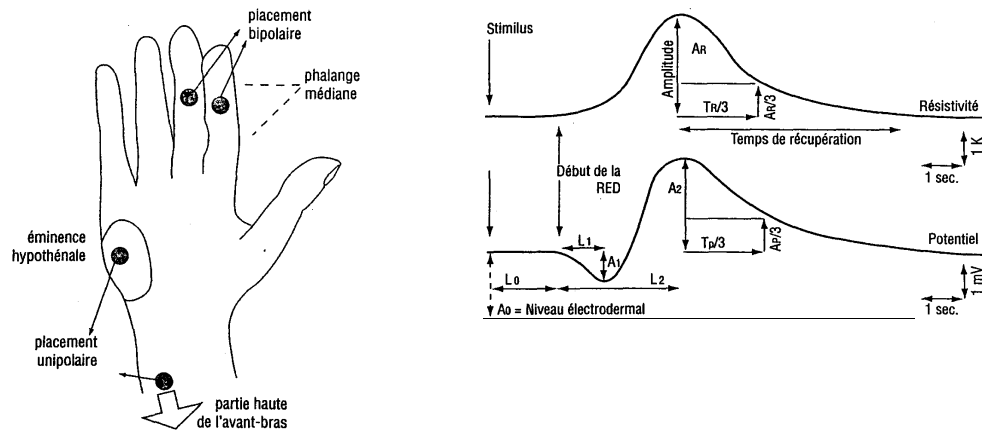 placement
bipolaire
phalange
médiane
éminence
hypothénale
placement
unipolaire
partie haute
de l'avant-bras
Stimilus
Amplitude
AR
TR/3
AR/3
Résistivité
Temps de récupération
1 K
1 sec.
Début de la
RED
A2
L1
A1
TP/3
AP/3
Potentiel
L0
L2
1 mV
1 sec.
A0 = Niveau électrodermal